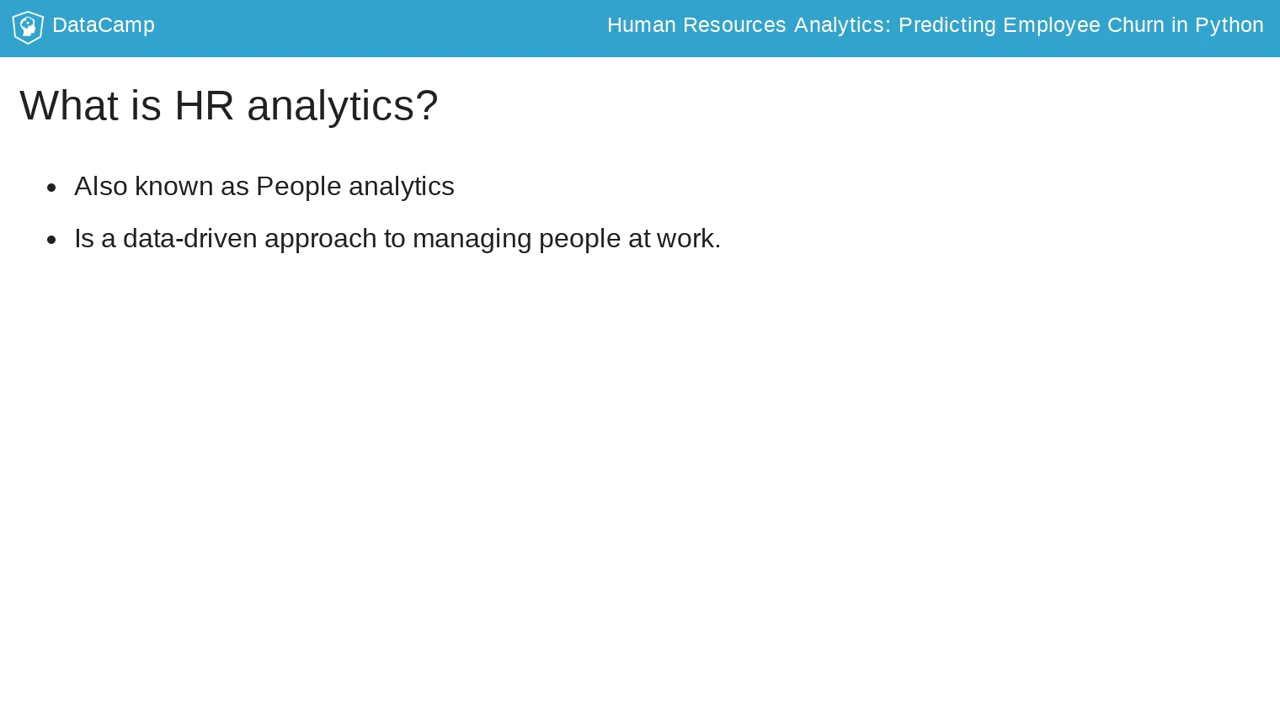 DataCamp
Human Resources Analytics: Predicting Employee Churn in Python
What is HR analytics?
• Also known as People analytics
• Is a data-driven approach to managing people at work.